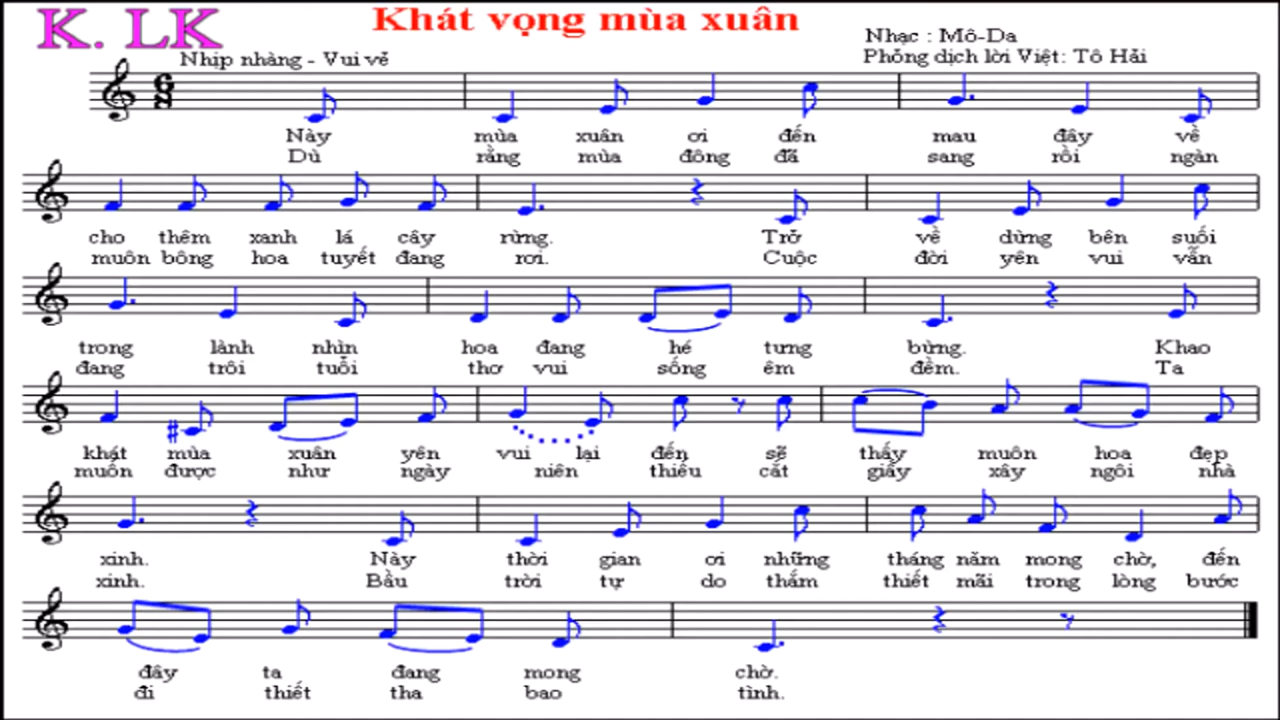 K. LK
Khát vọng mùa xuân
Nhạc : Mô-Da
Nhịp nhàng - Vui vẻ
Phỏng dịch lời Việt: Tô Hải
Này mùa xuân ơi đến mau đây về
Dù rằng mùa đông đã sang rồi ngàn
cho thêm xanh lá cây rừng. Trở về dừng bên suối
muôn bông hoa tuyết đang rơi. Cuộc đời yên vui vẫn
trong lành nhìn hoa đang hé tưng bừng. Khao
đang trôi tuổi thơ vui sống êm đềm. Ta
khát mùa xuân yên vui lại đến sẽ thấy muôn hoa đẹp
muốn được như ngày niên thiếu cắt giấy xây ngôi nhà
xinh. Này thời gian ơi những tháng năm mong chờ, đến
xinh. Bầu trời tự do thắm thiết mãi trong lòng bước
đây ta đang mong chờ.
đi thiết tha bao tình.